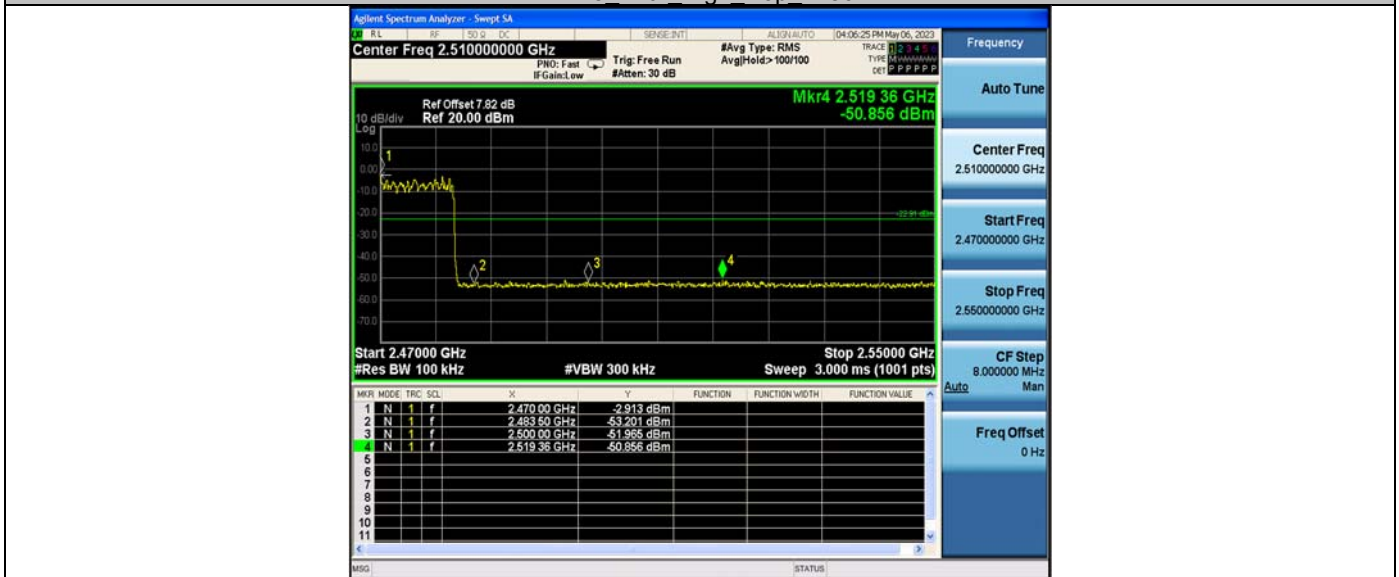 Agilent Spectrum Analyzer - Swept SA
RL RF 50 Ω DC SENSE:INT ALIGN AUTO 04:06:25 PM May 06, 2023
Center Freq 2.510000000 GHz
PNO: Fast
IFGain:Low
Trig: Free Run
#Atten: 30 dB
#Avg Type: RMS
Avg|Hold:>100/100
TRACE 1 2 3 4 5 6
TYPE M
DET P P P P P P
Ref Offset 7.82 dB
10 dB/div Ref 20.00 dBm
Log
Mkr4 2.519 36 GHz
-50.856 dBm
10.0
0.00
-10.0
-20.0
-30.0
-40.0
-50.0
-60.0
-70.0
1
2
3
4
-22.91 dBm
Start 2.47000 GHz Stop 2.55000 GHz
#Res BW 100 kHz #VBW 300 kHz Sweep 3.000 ms (1001 pts)
MKR MODE TRC SCL X Y FUNCTION FUNCTION WIDTH FUNCTION VALUE
1 N 1 f 2.470 00 GHz -2.913 dBm
2 N 1 f 2.483 50 GHz -53.201 dBm
3 N 1 f 2.500 00 GHz -51.965 dBm
4 N 1 f 2.519 36 GHz -50.856 dBm
5
6
7
8
9
10
11
MSG STATUS
Frequency
Auto Tune
Center Freq
2.510000000 GHz
Start Freq
2.470000000 GHz
Stop Freq
2.550000000 GHz
CF Step
8.000000 MHz
Auto Man
Freq Offset
0 Hz